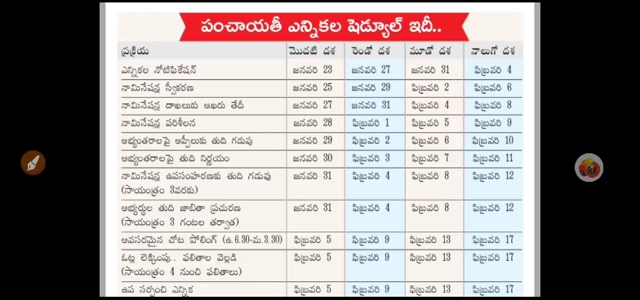 పంచాయతీ ఎన్నికల షెడ్యూల్ ఇదీ..
ప్రక్రియ మొదటి దశ రెండో దశ మూడో దశ నాలుగో దశ
ఎన్నికల నోటిఫికేషన్ జనవరి 23 జనవరి 27 జనవరి 31 ఫిబ్రవరి 4
నామినేషన్ల స్వీకరణ జనవరి 25 జనవరి 29 ఫిబ్రవరి 2 ఫిబ్రవరి 6
నామినేషన్ల దాఖలుకు ఆఖరు తేదీ జనవరి 27 జనవరి 31 ఫిబ్రవరి 4 ఫిబ్రవరి 8
నామినేషన్ల పరిశీలన జనవరి 28 ఫిబ్రవరి 1 ఫిబ్రవరి 5 ఫిబ్రవరి 9
అభ్యంతరాలపై అప్పీలుకు తుది గడువు జనవరి 29 ఫిబ్రవరి 2 ఫిబ్రవరి 6 ఫిబ్రవరి 10
అభ్యంతరాలపై తుది నిర్ణయం జనవరి 30 ఫిబ్రవరి 3 ఫిబ్రవరి 7 ఫిబ్రవరి 11
నామినేషన్ల ఉపసంహరణకు తుది గడువు జనవరి 31 ఫిబ్రవరి 4 ఫిబ్రవరి 8 ఫిబ్రవరి 12
(సాయంత్రం 3వరకు)
అభ్యర్థుల తుది జాబితా ప్రచురణ జనవరి 31 ఫిబ్రవరి 4 ఫిబ్రవరి 8 ఫిబ్రవరి 12
(సాయంత్రం 3 గంటల తర్వాత)
అవసరమైన చోట పోలింగ్ (ఉ.6.30-మ.3.30) ఫిబ్రవరి 5 ఫిబ్రవరి 9 ఫిబ్రవరి 13 ఫిబ్రవరి 17
ఓట్ల లెక్కింపు.. ఫలితాల వెల్లడి ఫిబ్రవరి 5 ఫిబ్రవరి 9 ఫిబ్రవరి 13 ఫిబ్రవరి 17
(సాయంత్రం 4 నుంచి ఫలితాలు)
ఉప సర్పంచి ఎన్నిక ఫిబ్రవరి 5 ఫిబ్రవరి 9 ఫిబ్రవరి 13 ఫిబ్రవరి 17